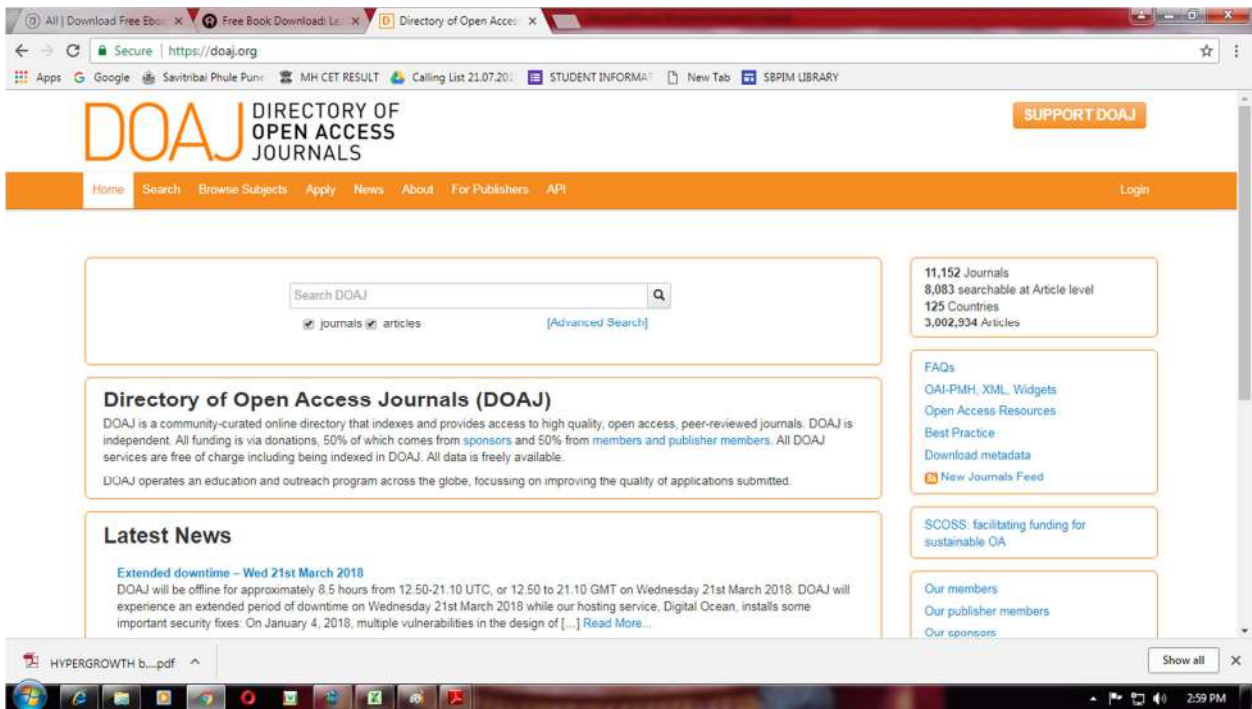 All | Download Free Ebo
Free Book Download: Le
Directory of Open Acces
Secure | https://doaj.org
Apps
Google
Savitribai Phule Pune
MH CET RESULT
Calling List 21.07.201
STUDENT INFORMAT
New Tab
SBPIM LIBRARY
DOAJ
DIRECTORY OF
OPEN ACCESS
JOURNALS
SUPPORT DOAJ
Home Search Browse Subjects Apply News About For Publishers API
Login
Search DOAJ
journals articles
[Advanced Search]
11,152 Journals
8,083 searchable at Article level
125 Countries
3,002,934 Articles
Directory of Open Access Journals (DOAJ)
DOAJ is a community-curated online directory that indexes and provides access to high quality, open access, peer-reviewed journals. DOAJ is
independent. All funding is via donations, 50% of which comes from sponsors and 50% from members and publisher members. All DOAJ
services are free of charge including being indexed in DOAJ. All data is freely available.
DOAJ operates an education and outreach program across the globe, focussing on improving the quality of applications submitted.
FAQs
OAI-PMH, XML, Widgets
Open Access Resources
Best Practice
Download metadata
New Journals Feed
Latest News
Extended downtime – Wed 21st March 2018
DOAJ will be offline for approximately 8.5 hours from 12.50-21.10 UTC, or 12.50 to 21.10 GMT on Wednesday 21st March 2018. DOAJ will
experience an extended period of downtime on Wednesday 21st March 2018 while our hosting service, Digital Ocean, installs some
important security fixes: On January 4, 2018, multiple vulnerabilities in the design of [...] Read More...
SCOSS: facilitating funding for
sustainable OA
Our members
Our publisher members
Our sponsors
HYPERGROWTH b....pdf
Show all
2:59 PM